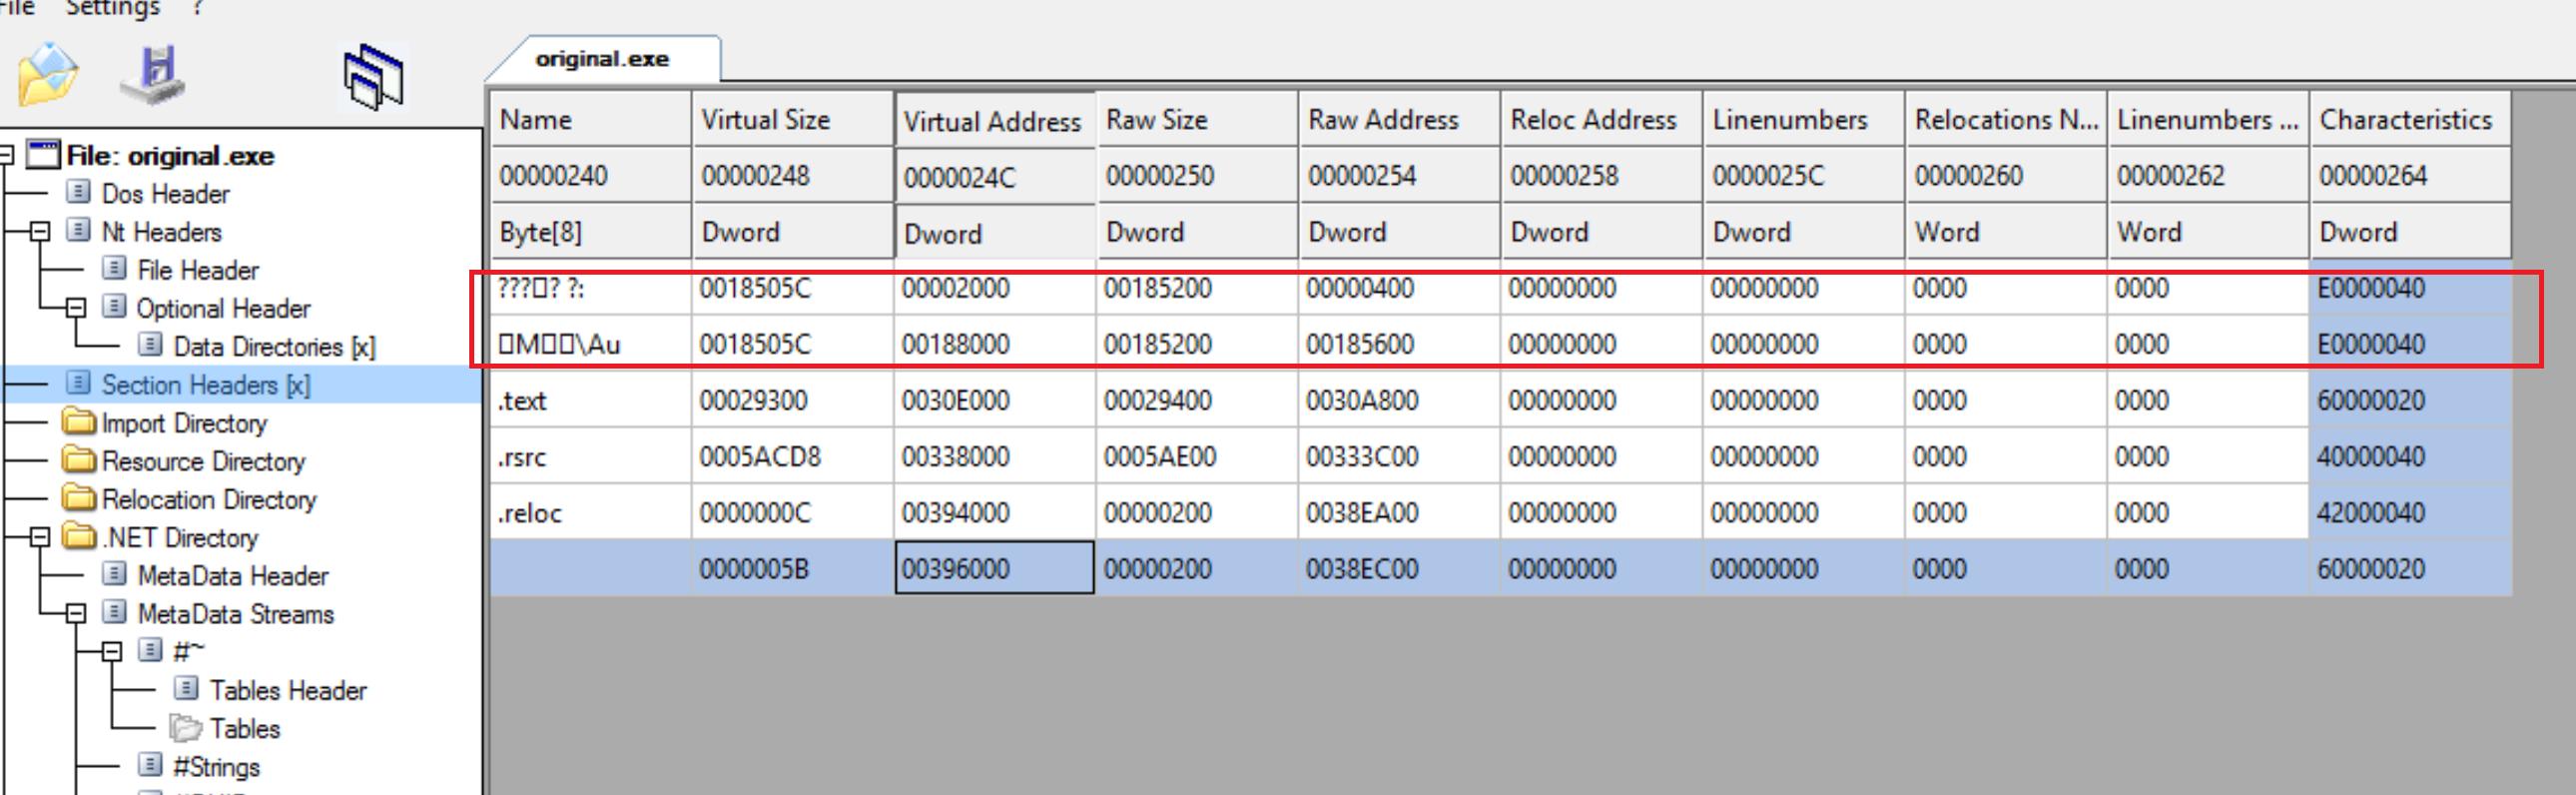 File Settings ?
original.exe
File: original.exe
Dos Header
Nt Headers
File Header
Optional Header
Data Directories [x]
Section Headers [x]
Import Directory
Resource Directory
Relocation Directory
.NET Directory
MetaData Header
MetaData Streams
#~
Tables Header
Tables
#Strings
Name Virtual Size Virtual Address Raw Size Raw Address Reloc Address Linenumbers Relocations N... Linenumbers ... Characteristics
00000240 00000248 0000024C 00000250 00000254 00000258 0000025C 00000260 00000262 00000264
Byte[8] Dword Dword Dword Dword Dword Dword Word Word Dword
???▯? ?: 0018505C 00002000 00185200 00000400 00000000 00000000 0000 0000 E0000040
▯M▯▯\Au 0018505C 00188000 00185200 00185600 00000000 00000000 0000 0000 E0000040
.text 00029300 0030E000 00029400 0030A800 00000000 00000000 0000 0000 60000020
.rsrc 0005ACD8 00338000 0005AE00 00333C00 00000000 00000000 0000 0000 40000040
.reloc 0000000C 00394000 00000200 0038EA00 00000000 00000000 0000 0000 42000040
0000005B 00396000 00000200 0038EC00 00000000 00000000 0000 0000 60000020